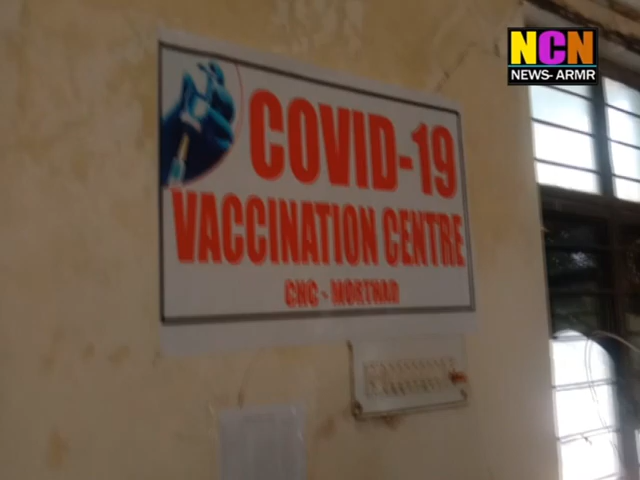 NCN
NEWS- ARMR
COVID-19
VACCINATION CENTRE
CHC - MORTHAD